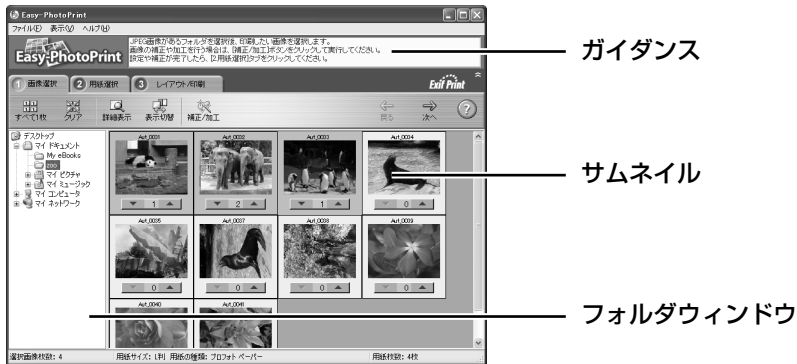 Easy-PhotoPrint
ファイル(F) 表示(V) ヘルプ(H)
Easy-PhotoPrint
JPEG画像があるフォルダを選択後、印刷したい画像を選択します。
画像の補正や加工を行う場合は、[補正/加工]ボタンをクリックして実行してください。
設定や補正が完了したら、[2.用紙選択]タブをクリックしてください。
ガイダンス
1 画像選択 2 用紙選択 3 レイアウト/印刷
Exif Print
すべて1枚 クリア 詳細表示 表示切替 補正/加工 戻る 次へ ?
デスクトップ
マイ ドキュメント
My eBooks
zoo
マイ ピクチャ
マイ ミュージック
マイ コンピュータ
マイ ネットワーク
Aut_0031 Aut_0032 Aut_0033 Aut_0034
1 2 1 0
サムネイル
Aut_0035 Aut_0037 Aut_0038 Aut_0039
0 0 0 0
Aut_0040 Aut_0041
フォルダウィンドウ
選択画像枚数: 4 用紙サイズ: L判 用紙の種類: プロフォト ペーパー 用紙枚数: 4枚